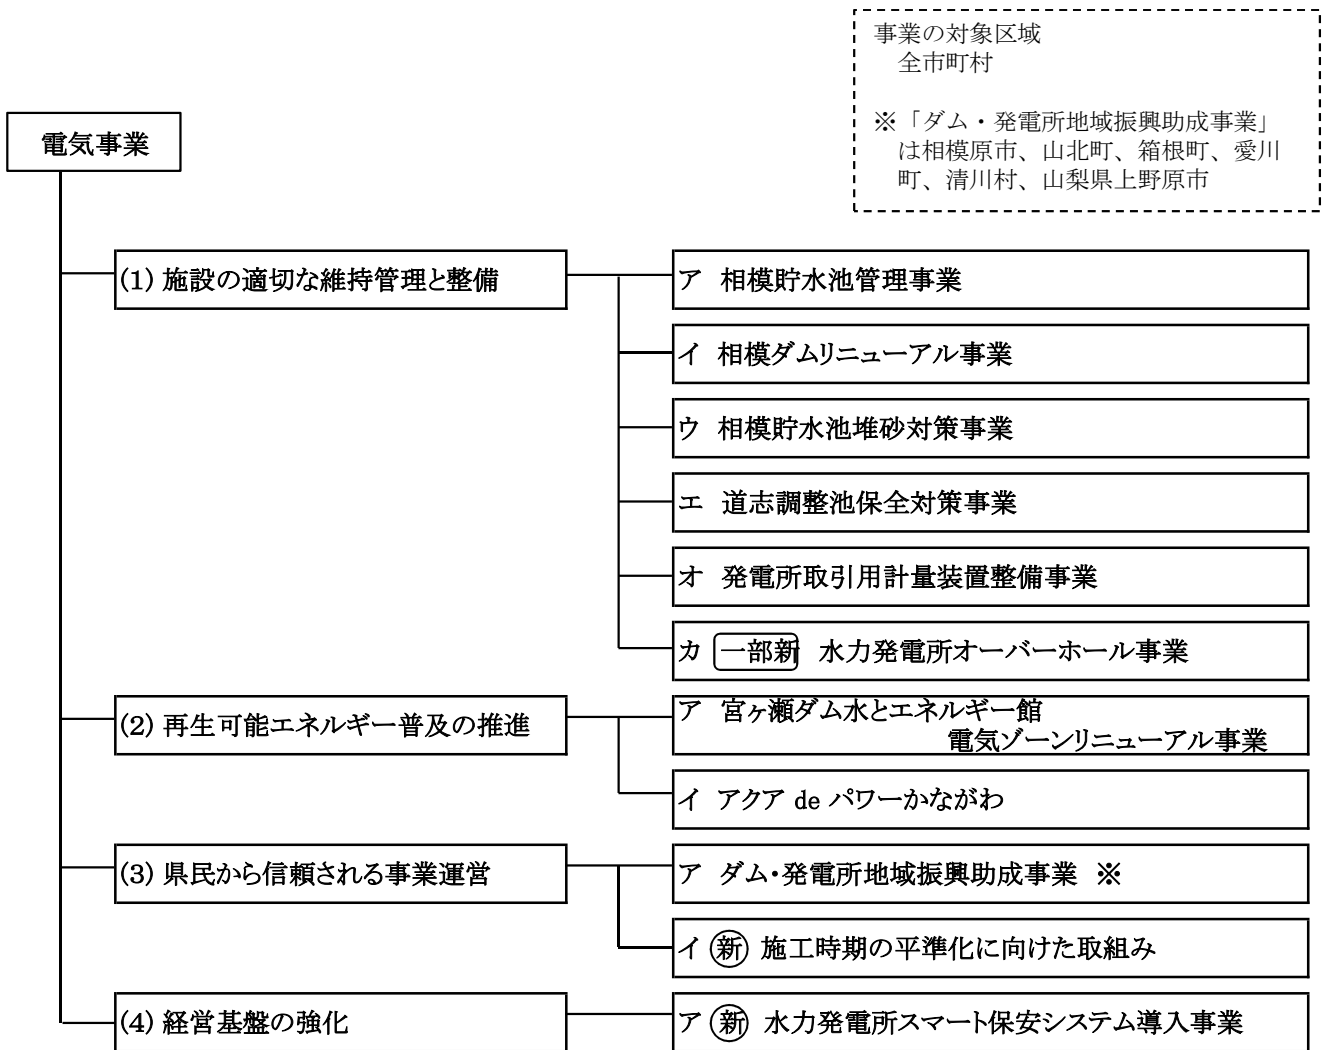 事業の対象区域
全市町村
※「ダム・発電所地域振興助成事業」
は相模原市、山北町、箱根町、愛川
町、清川村、山梨県上野原市
電気事業
(1) 施設の適切な維持管理と整備
ア 相模貯水池管理事業
イ 相模ダムリニューアル事業
ウ 相模貯水池堆砂対策事業
エ 道志調整池保全対策事業
オ 発電所取引用計量装置整備事業
カ 一部新 水力発電所オーバーホール事業
(2) 再生可能エネルギー普及の推進
ア 宮ヶ瀬ダム水とエネルギー館
電気ゾーンリニューアル事業
イ アクア de パワーかながわ
(3) 県民から信頼される事業運営
ア ダム・発電所地域振興助成事業 ※
イ 新 施工時期の平準化に向けた取組み
(4) 経営基盤の強化
ア 新 水力発電所スマート保安システム導入事業